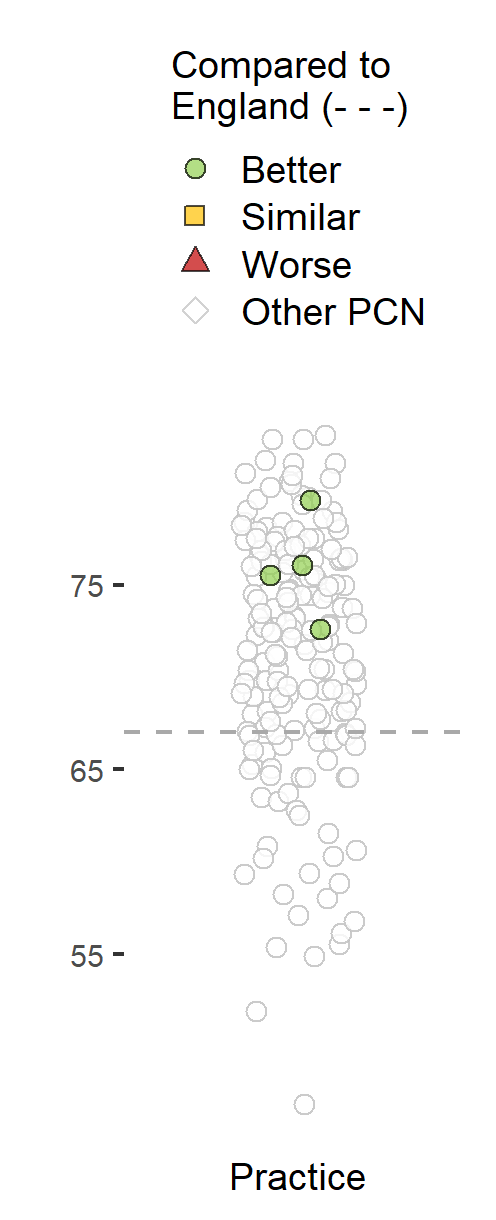 Compared to
England (- - -)
Better
Similar
Worse
Other PCN
75
65
55
Practice